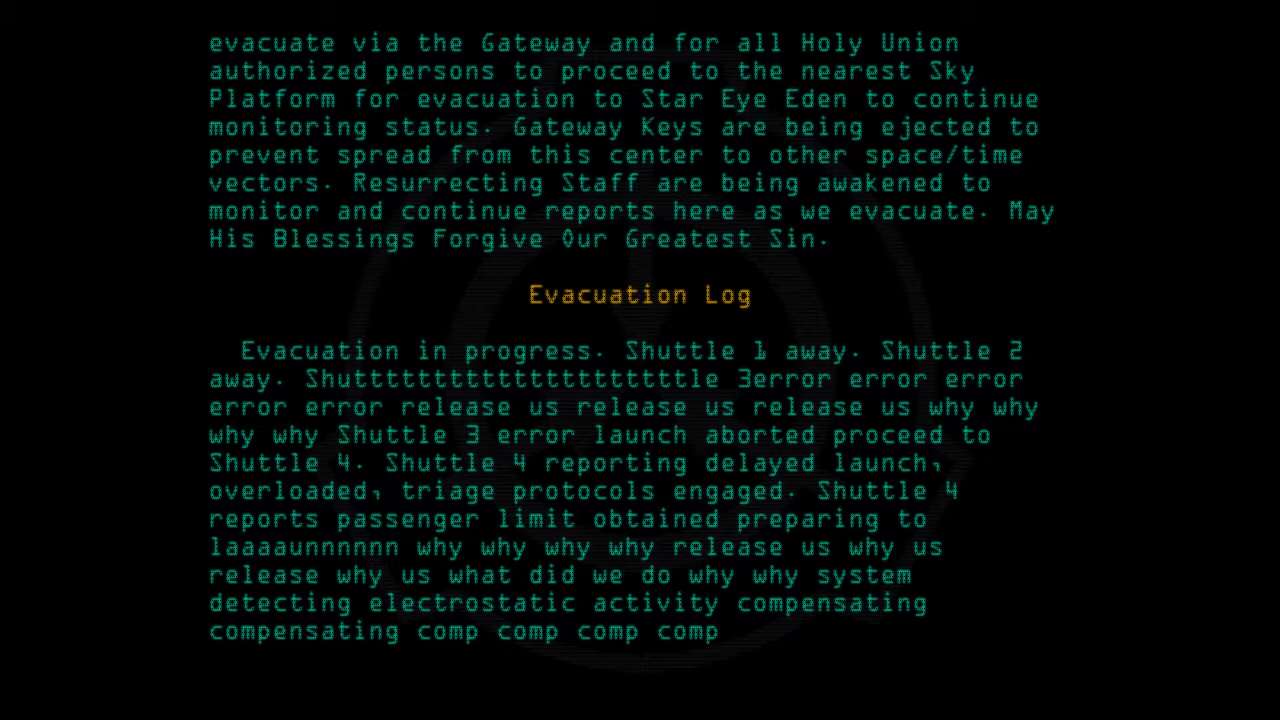 evacuate via the Gateway and for all Holy Union
authorized persons to proceed to the nearest Sky
Platform for evacuation to Star Eye Eden to continue
monitoring status. Gateway Keys are being ejected to
prevent spread from this center to other space/time
vectors. Resurrecting Staff are being awakened to
monitor and continue reports here as we evacuate. May
His Blessings Forgive Our Greatest Sin.
Evacuation Log
Evacuation in progress. Shuttle 1 away. Shuttle 2
away. Shuttttttttttttttttttttttle 3error error error
error error release us release us release us why why
why why Shuttle 3 error launch aborted proceed to
Shuttle 4. Shuttle 4 reporting delayed launch,
overloaded, triage protocols engaged. Shuttle 4
reports passenger limit obtained preparing to
laaaaunnnnnn why why why why release us why us
release why us what did we do why why system
detecting electrostatic activity compensating
compensating comp comp comp comp